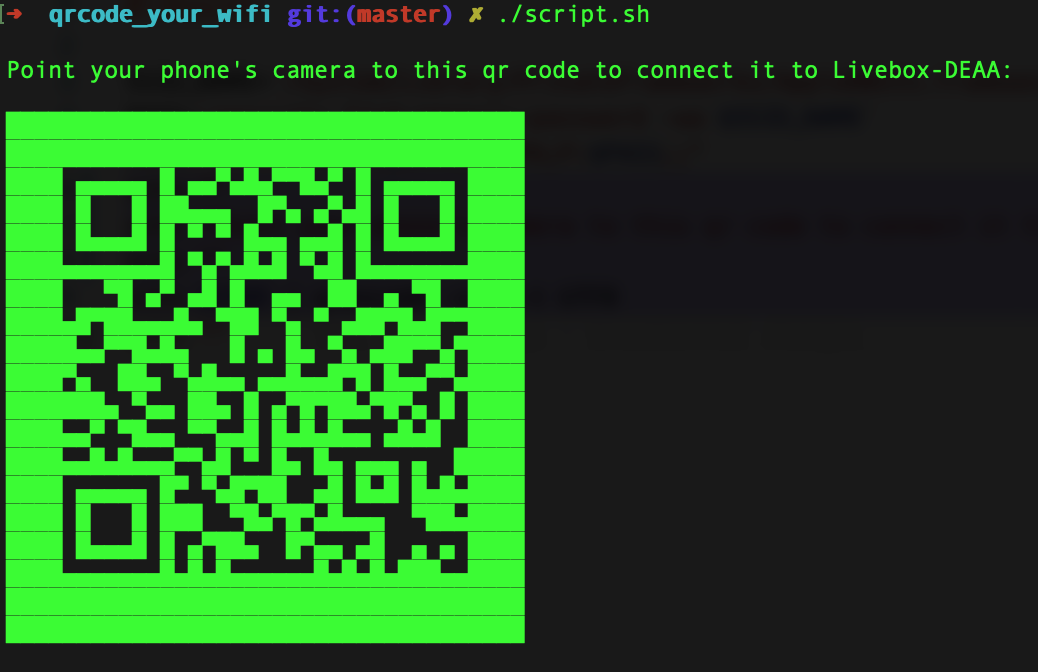 [➜  qrcode_your_wifi git:(master) ✗ ./script.sh
Point your phone's camera to this qr code to connect it to Livebox-DEAA: